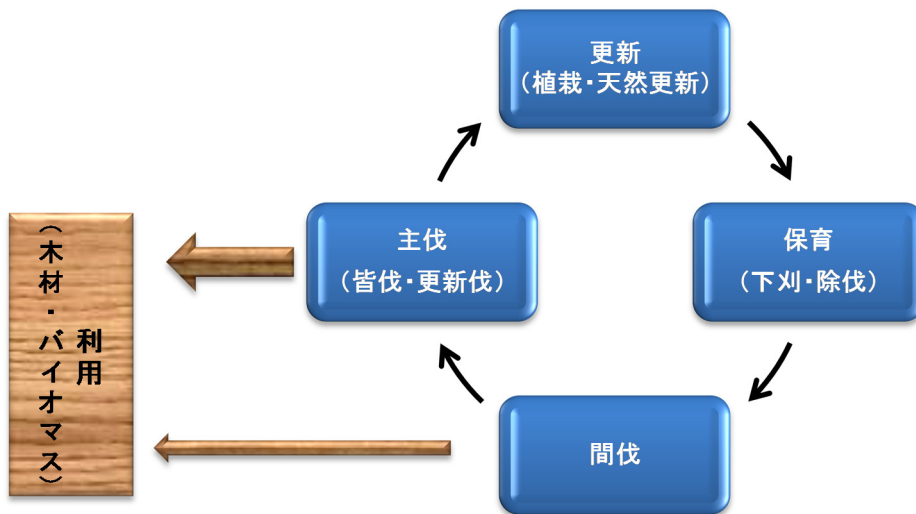 更新
（植栽・天然更新）
主伐
（皆伐・更新伐）
保育
（下刈・除伐）
利用
（木材・バイオマス）
間伐